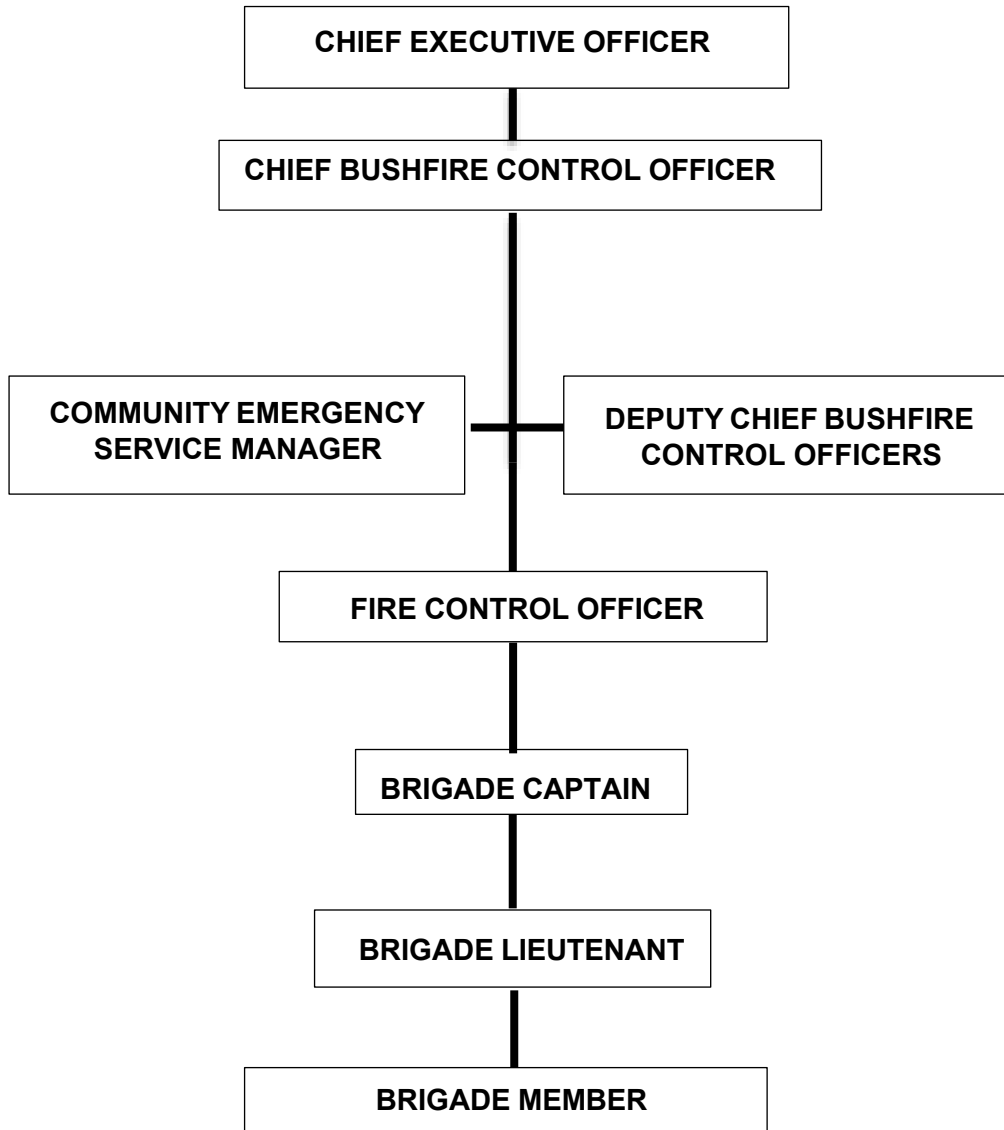 CHIEF EXECUTIVE OFFICER
CHIEF BUSHFIRE CONTROL OFFICER
COMMUNITY EMERGENCY
SERVICE MANAGER
DEPUTY CHIEF BUSHFIRE
CONTROL OFFICERS
FIRE CONTROL OFFICER
BRIGADE CAPTAIN
BRIGADE LIEUTENANT
BRIGADE MEMBER